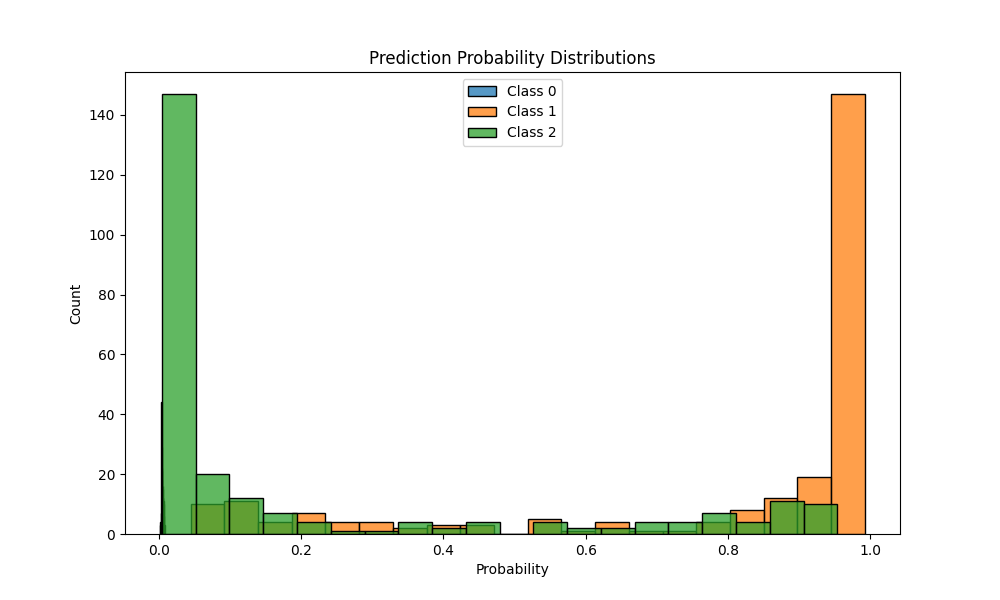 Prediction Probability Distributions
Class 0
Class 1
Class 2
Count
140
120
100
80
60
40
20
0
0.0 0.2 0.4 0.6 0.8 1.0
Probability